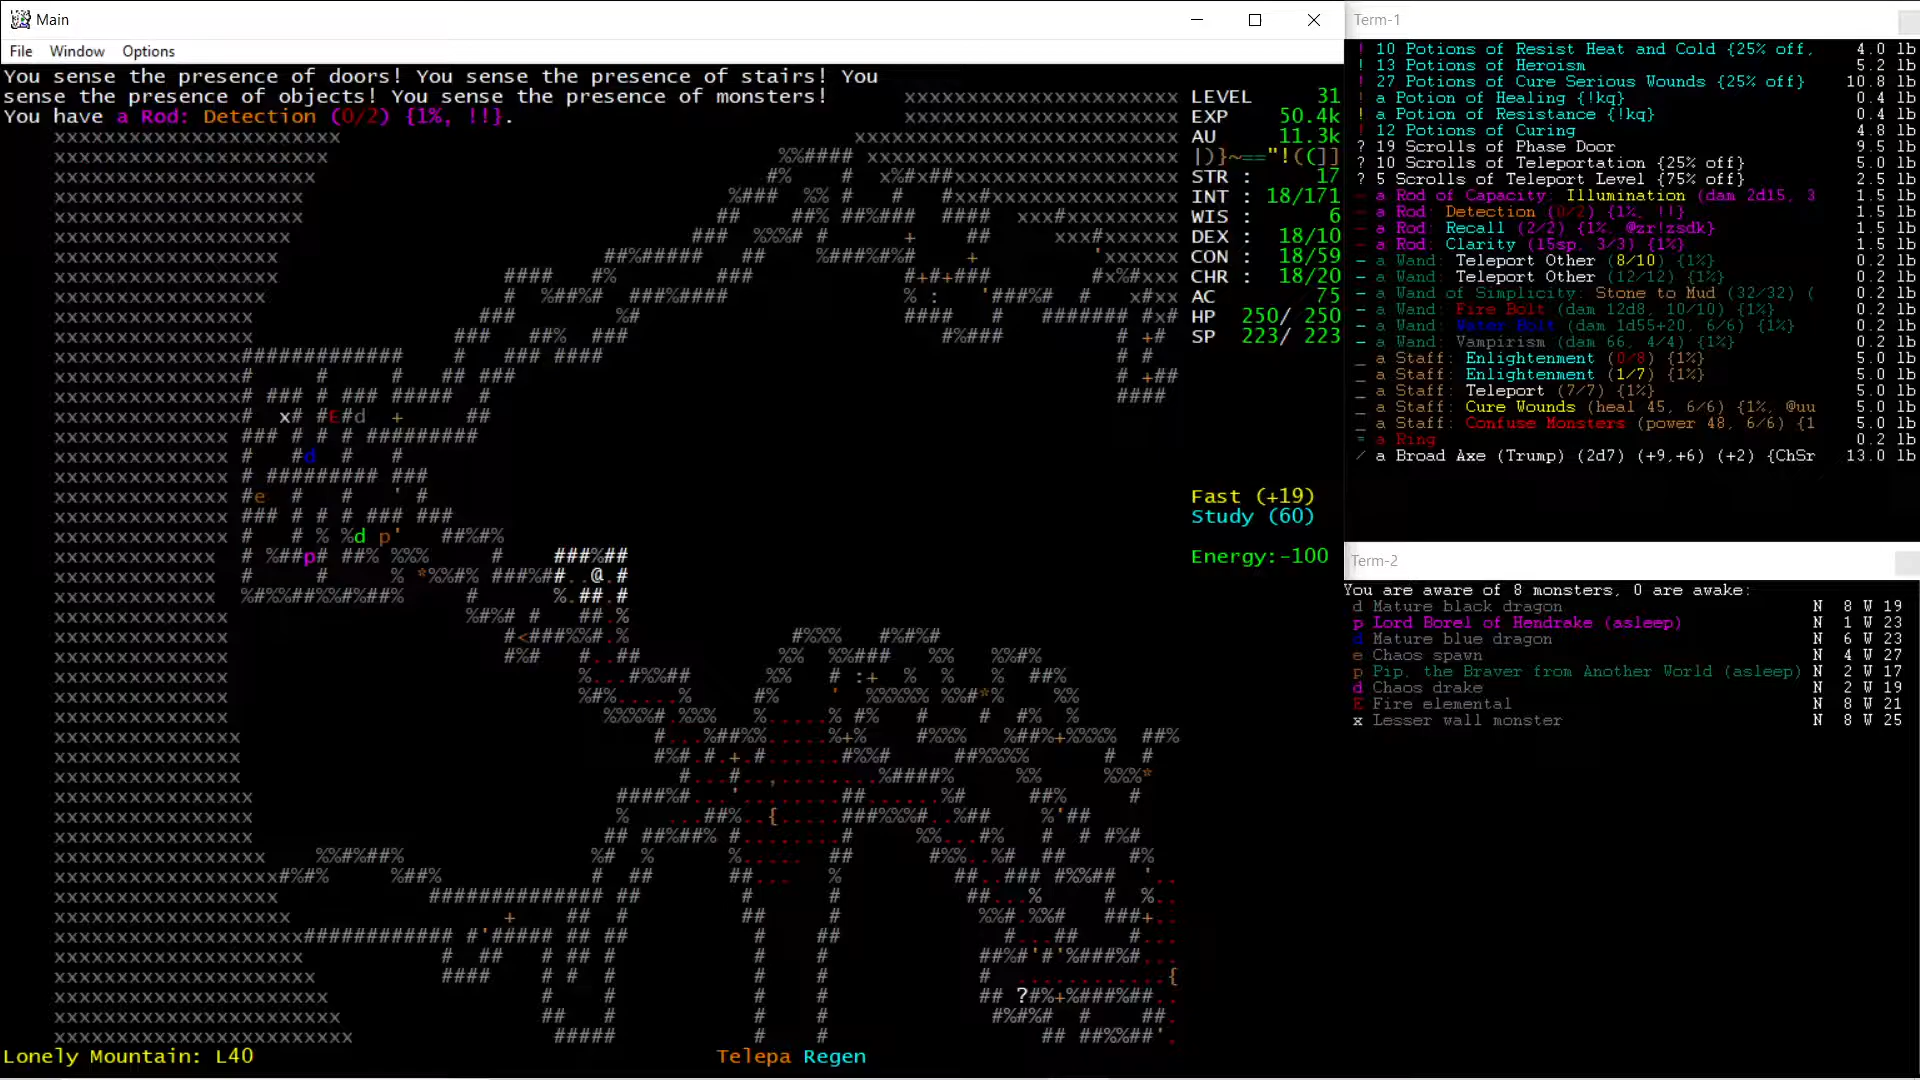 Main
File Window Options
You sense the presence of doors! You sense the presence of stairs! You
sense the presence of objects! You sense the presence of monsters!
You have a Rod: Detection (0/2) {1%, !!}.
LEVEL 31
EXP 50.4k
AU 11.3k
|)}~=="!((]]
STR : 17
INT : 18/171
WIS : 6
DEX : 18/10
CON : 18/59
CHR : 18/20
AC 75
HP 250/ 250
SP 223/ 223
Fast (+19)
Study (60)
Energy:-100
Lonely Mountain: L40
Telepa Regen
Term-1
! 10 Potions of Resist Heat and Cold {25% off, 4.0 lb
! 13 Potions of Heroism 5.2 lb
! 27 Potions of Cure Serious Wounds {25% off} 10.8 lb
! a Potion of Healing {!kq} 0.4 lb
! a Potion of Resistance {!kq} 0.4 lb
! 12 Potions of Curing 4.8 lb
? 19 Scrolls of Phase Door 9.5 lb
? 10 Scrolls of Teleportation {25% off} 5.0 lb
? 5 Scrolls of Teleport Level {75% off} 2.5 lb
- a Rod of Capacity: Illumination (dam 2d15, 3 1.5 lb
- a Rod: Detection (0/2) {1%, !!} 1.5 lb
- a Rod: Recall (2/2) {1%, @zr!zsdk} 1.5 lb
- a Rod: Clarity (15sp, 3/3) {1%} 1.5 lb
- a Wand: Teleport Other (8/10) {1%} 0.2 lb
- a Wand: Teleport Other (12/12) {1%} 0.2 lb
- a Wand of Simplicity: Stone to Mud (32/32) ( 0.2 lb
- a Wand: Fire Bolt (dam 12d8, 10/10) {1%} 0.2 lb
- a Wand: Water Bolt (dam 1d55+20, 6/6) {1%} 0.2 lb
- a Wand: Vampirism (dam 66, 4/4) {1%} 0.2 lb
_ a Staff: Enlightenment (0/8) {1%} 5.0 lb
_ a Staff: Enlightenment (1/7) {1%} 5.0 lb
_ a Staff: Teleport (7/7) {1%} 5.0 lb
_ a Staff: Cure Wounds (heal 45, 6/6) {1%, @uu 5.0 lb
_ a Staff: Confuse Monsters (power 48, 6/6) {1 5.0 lb
= a Ring 0.2 lb
/ a Broad Axe (Trump) (2d7) (+9,+6) (+2) {ChSr 13.0 lb
Term-2
You are aware of 8 monsters, 0 are awake:
d Mature black dragon N 8 W 19
p Lord Borel of Hendrake (asleep) N 1 W 23
d Mature blue dragon N 6 W 23
e Chaos spawn N 4 W 27
p Pip, the Braver from Another World (asleep) N 2 W 17
d Chaos drake N 2 W 19
E Fire elemental N 8 W 21
x Lesser wall monster N 8 W 25